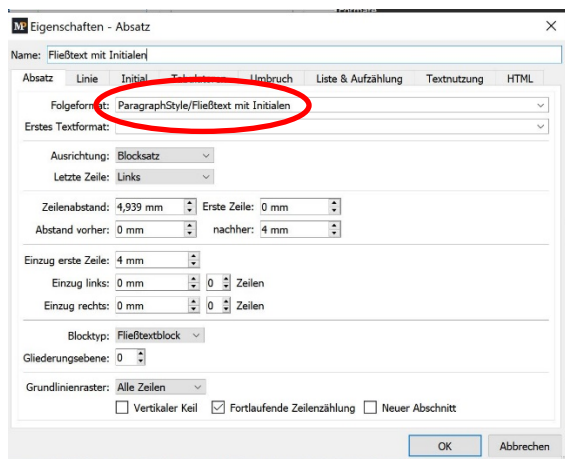 Formate
MP Eigenschaften - Absatz
Name: Fließtext mit Initialen
Absatz Linie Initial Tabulatoren Umbruch Liste & Aufzählung Textnutzung HTML
Folgeformat: ParagraphStyle/Fließtext mit Initialen
Erstes Textformat:
Ausrichtung: Blocksatz
Letzte Zeile: Links
Zeilenabstand: 4,939 mm Erste Zeile: 0 mm
Abstand vorher: 0 mm nachher: 4 mm
Einzug erste Zeile: 4 mm
Einzug links: 0 mm 0 Zeilen
Einzug rechts: 0 mm 0 Zeilen
Blocktyp: Fließtextblock
Gliederungsebene: 0
Grundlinienraster: Alle Zeilen
Vertikaler Keil Fortlaufende Zeilenzählung Neuer Abschnitt
OK Abbrechen